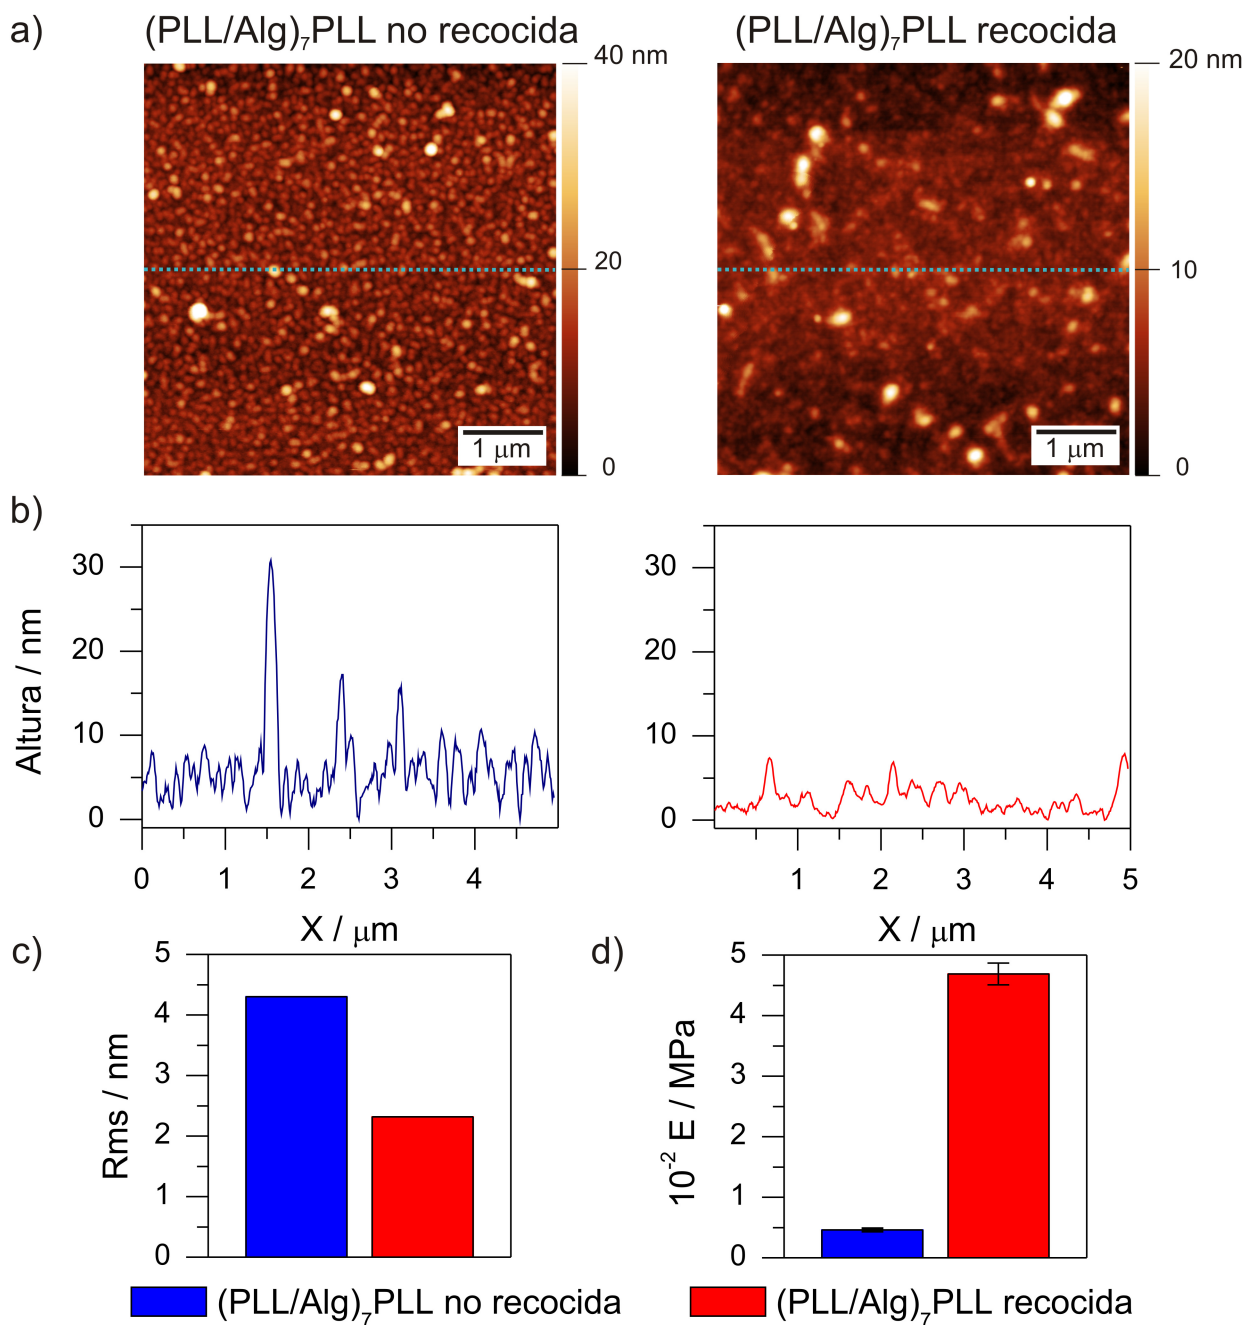 a)
(PLL/Alg)₇PLL no recocida
(PLL/Alg)₇PLL recocida
40 nm
20
0
1 μm
20 nm
10
0
1 μm
b)
Altura / nm
30
20
10
0
0 1 2 3 4
X / μm
30
20
10
0
1 2 3 4 5
X / μm
c)
Rms / nm
5
4
3
2
1
0
d)
10⁻² E / MPa
5
4
3
2
1
0
(PLL/Alg)₇PLL no recocida
(PLL/Alg)₇PLL recocida